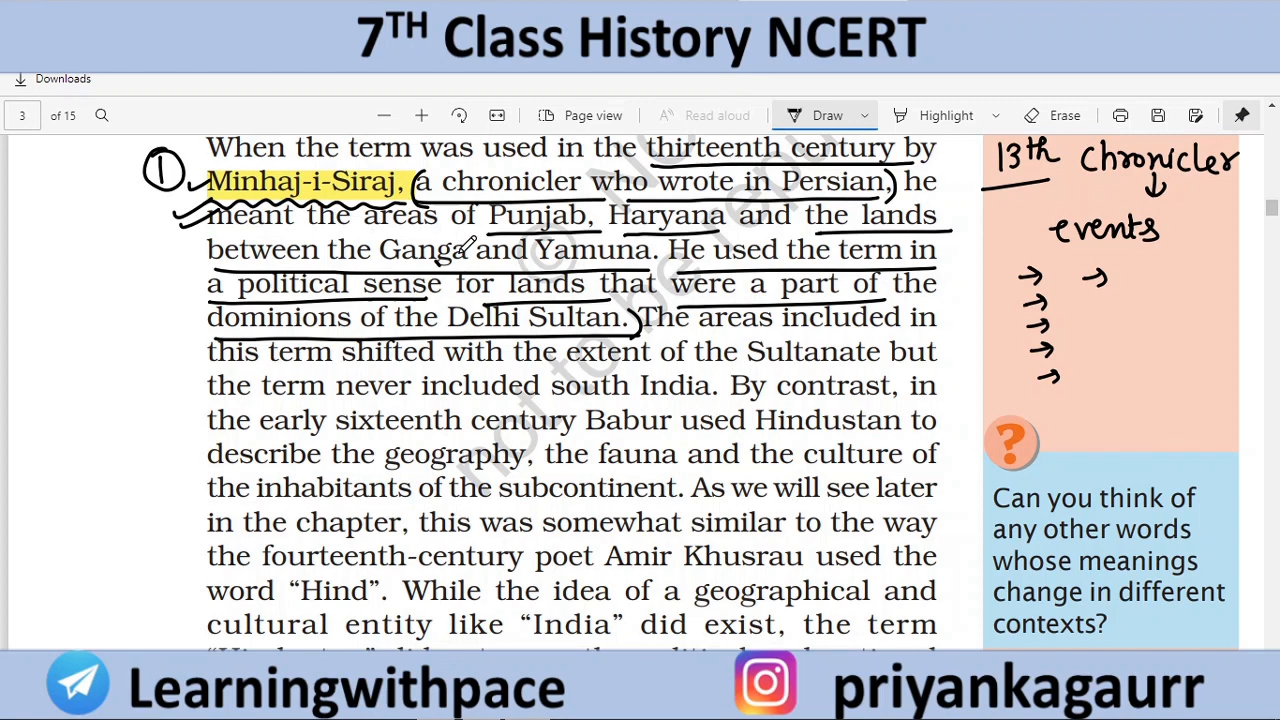 7TH Class History NCERT
Downloads
3 of 15 Page view Read aloud Draw Highlight Erase
When the term was used in the thirteenth century by
Minhaj-i-Siraj, a chronicler who wrote in Persian, he
meant the areas of Punjab, Haryana and the lands
between the Ganga and Yamuna. He used the term in
a political sense for lands that were a part of the
dominions of the Delhi Sultan. The areas included in
this term shifted with the extent of the Sultanate but
the term never included south India. By contrast, in
the early sixteenth century Babur used Hindustan to
describe the geography, the fauna and the culture of
the inhabitants of the subcontinent. As we will see later
in the chapter, this was somewhat similar to the way
the fourteenth-century poet Amir Khusrau used the
word “Hind”. While the idea of a geographical and
cultural entity like “India” did exist, the term
1
13th Chronicler
events
?
Can you think of
any other words
whose meanings
change in different
contexts?
not to be repu
© NC
Learningwithpace
priyankagaurr